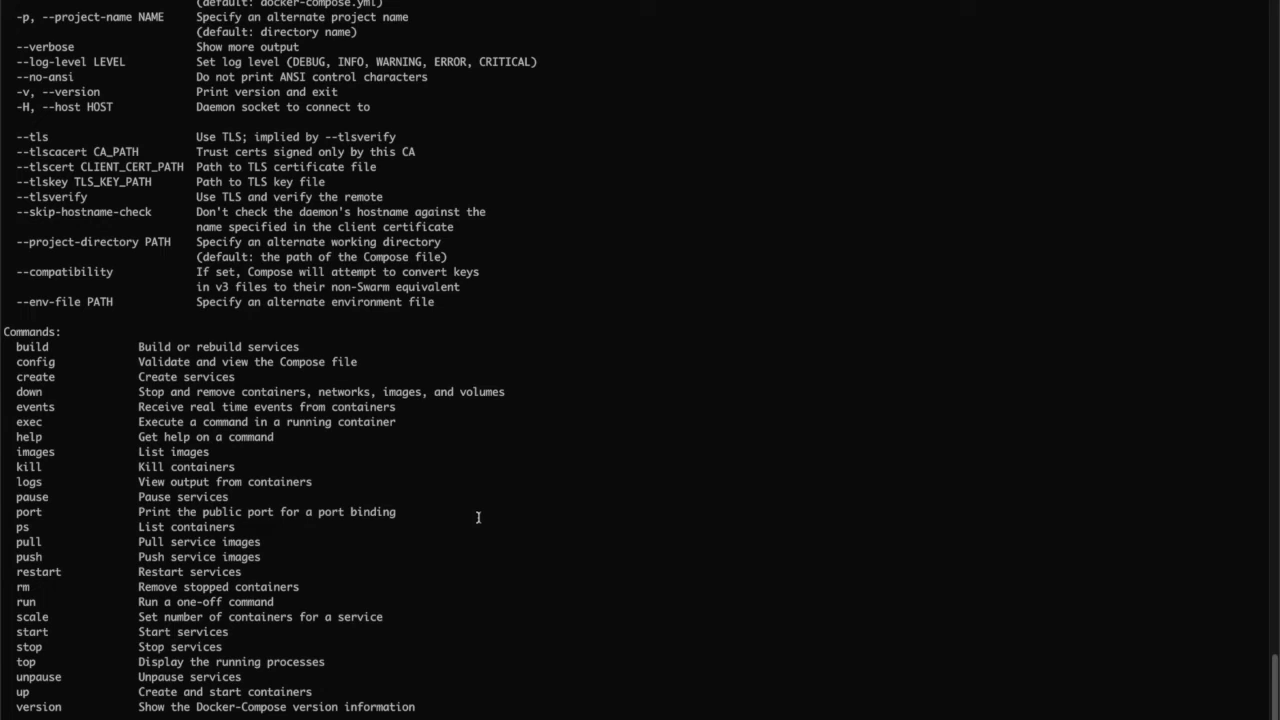 (default: docker-compose.yml)
-p, --project-name NAME     Specify an alternate project name
                            (default: directory name)
--verbose                   Show more output
--log-level LEVEL           Set log level (DEBUG, INFO, WARNING, ERROR, CRITICAL)
--no-ansi                   Do not print ANSI control characters
-v, --version               Print version and exit
-H, --host HOST             Daemon socket to connect to

--tls                       Use TLS; implied by --tlsverify
--tlscacert CA_PATH         Trust certs signed only by this CA
--tlscert CLIENT_CERT_PATH  Path to TLS certificate file
--tlskey TLS_KEY_PATH       Path to TLS key file
--tlsverify                 Use TLS and verify the remote
--skip-hostname-check       Don't check the daemon's hostname against the
                            name specified in the client certificate
--project-directory PATH    Specify an alternate working directory
                            (default: the path of the Compose file)
--compatibility             If set, Compose will attempt to convert keys
                            in v3 files to their non-Swarm equivalent
--env-file PATH             Specify an alternate environment file

Commands:
  build              Build or rebuild services
  config             Validate and view the Compose file
  create             Create services
  down               Stop and remove containers, networks, images, and volumes
  events             Receive real time events from containers
  exec               Execute a command in a running container
  help               Get help on a command
  images             List images
  kill               Kill containers
  logs               View output from containers
  pause              Pause services
  port               Print the public port for a port binding
  ps                 List containers
  pull               Pull service images
  push               Push service images
  restart            Restart services
  rm                 Remove stopped containers
  run                Run a one-off command
  scale              Set number of containers for a service
  start              Start services
  stop               Stop services
  top                Display the running processes
  unpause            Unpause services
  up                 Create and start containers
  version            Show the Docker-Compose version information